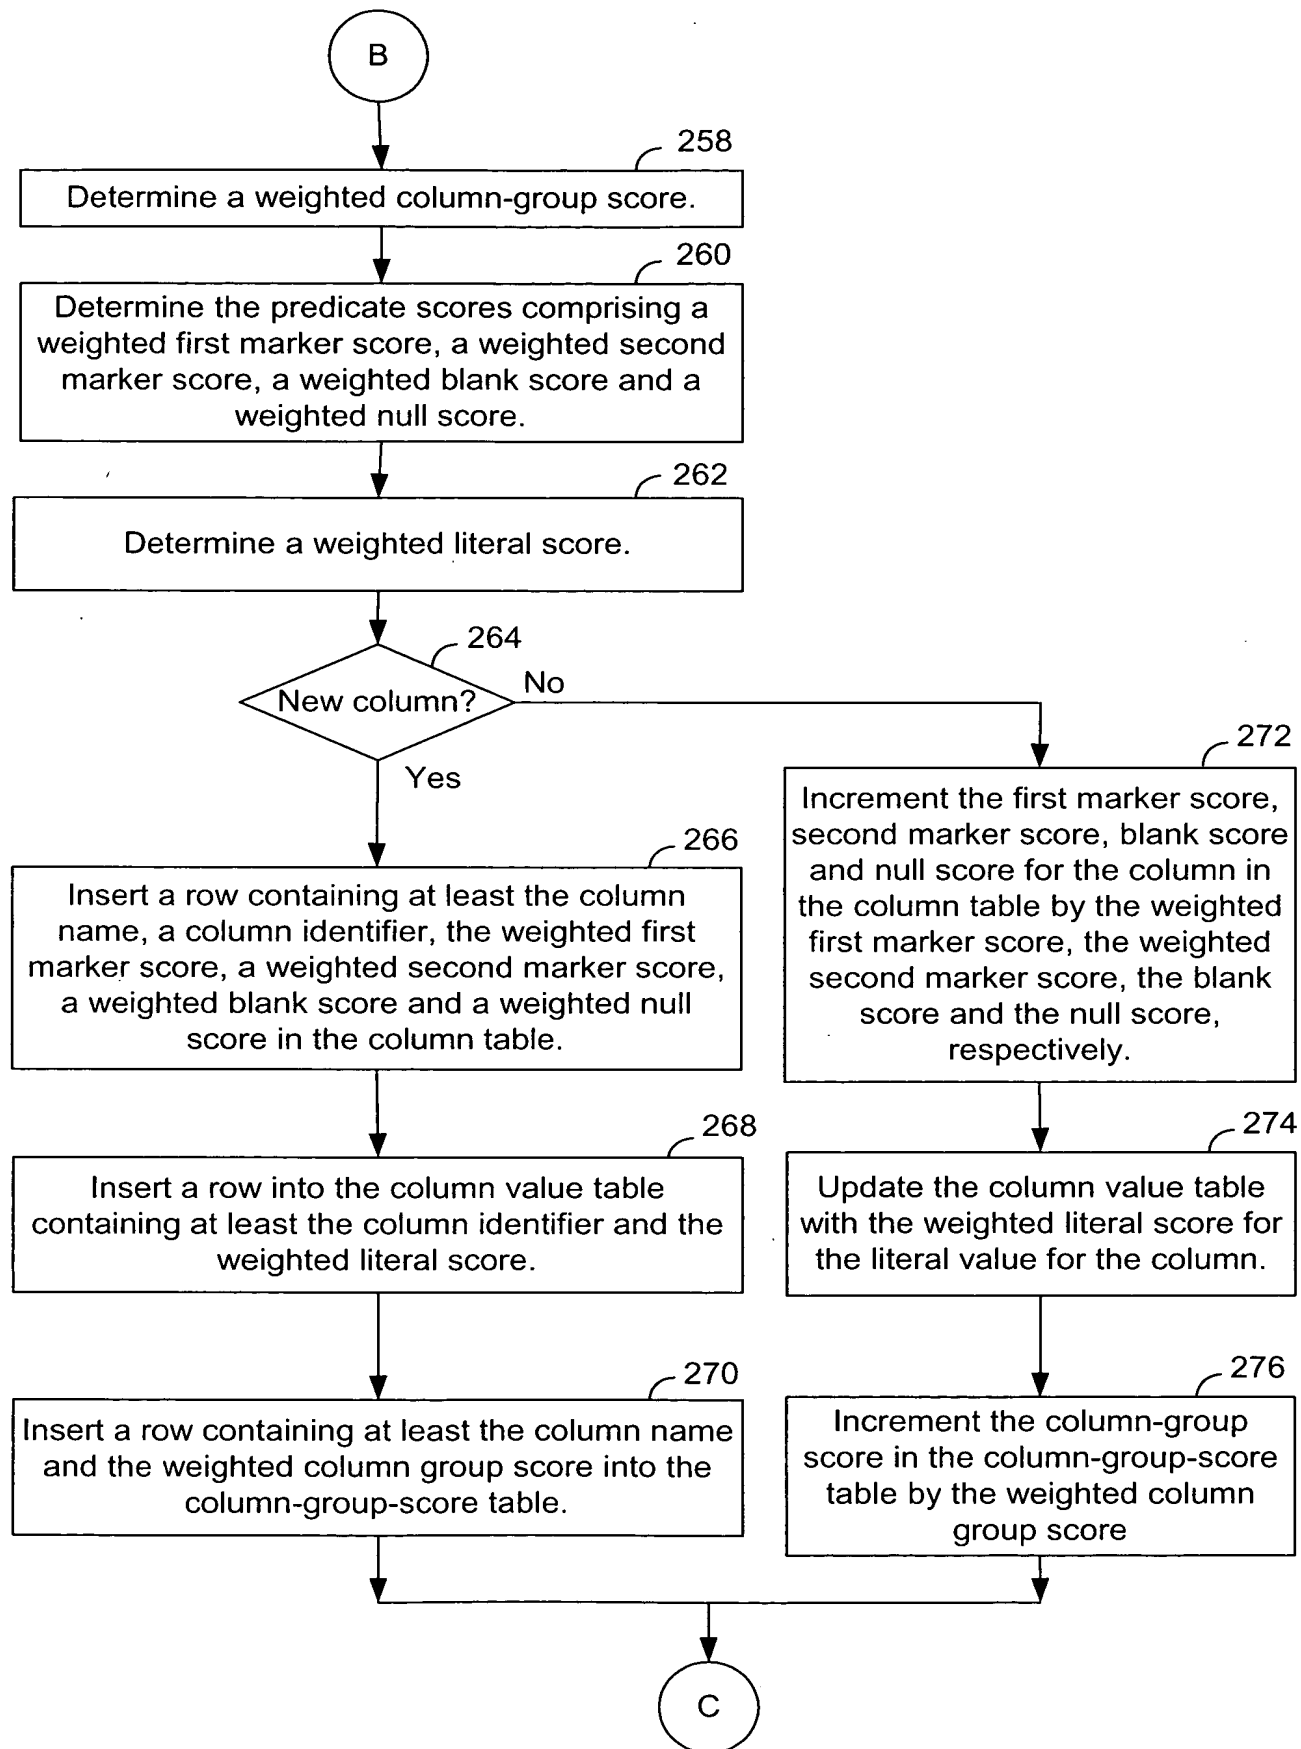 B
258
Determine a weighted column-group score.
260
Determine the predicate scores comprising a
weighted first marker score, a weighted second
marker score, a weighted blank score and a
weighted null score.
262
Determine a weighted literal score.
264
New column?
No
Yes
266
Insert a row containing at least the column
name, a column identifier, the weighted first
marker score, a weighted second marker score,
a weighted blank score and a weighted null
score in the column table.
268
Insert a row into the column value table
containing at least the column identifier and the
weighted literal score.
270
Insert a row containing at least the column name
and the weighted column group score into the
column-group-score table.
272
Increment the first marker score,
second marker score, blank score
and null score for the column in
the column table by the weighted
first marker score, the weighted
second marker score, the blank
score and the null score,
respectively.
274
Update the column value table
with the weighted literal score for
the literal value for the column.
276
Increment the column-group
score in the column-group-score
table by the weighted column
group score
C